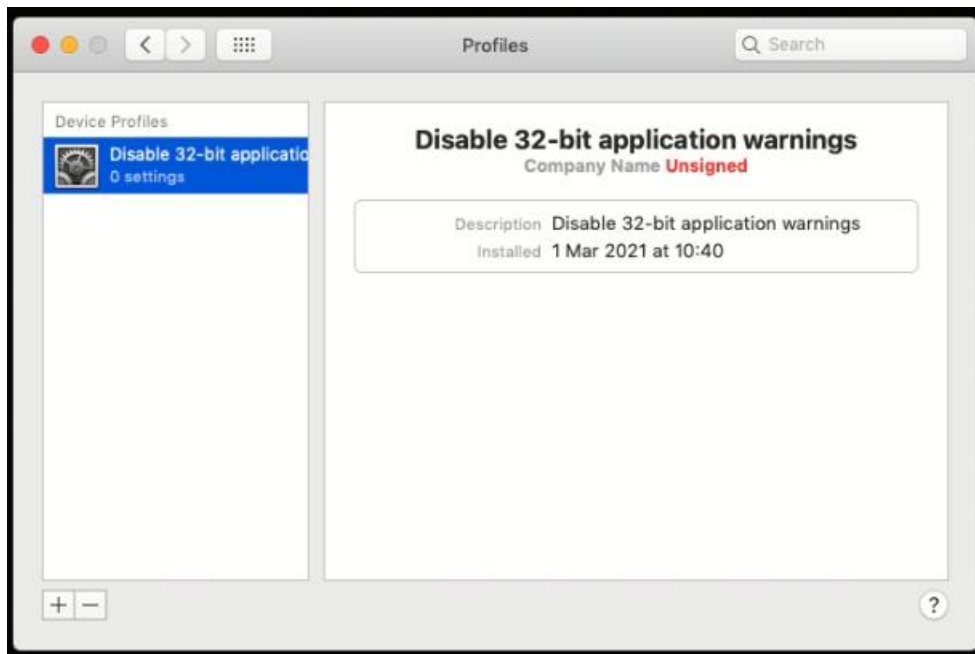 Profiles
Search
Device Profiles
Disable 32-bit applicatio
0 settings
Disable 32-bit application warnings
Company Name Unsigned
Description Disable 32-bit application warnings
Installed 1 Mar 2021 at 10:40
+ −
?